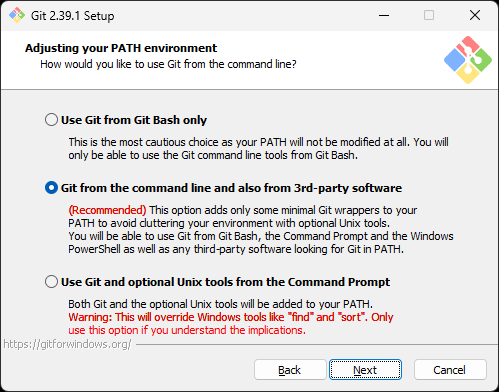 Git 2.39.1 Setup
Adjusting your PATH environment
How would you like to use Git from the command line?
Use Git from Git Bash only
This is the most cautious choice as your PATH will not be modified at all. You will
only be able to use the Git command line tools from Git Bash.
Git from the command line and also from 3rd-party software
(Recommended) This option adds only some minimal Git wrappers to your
PATH to avoid cluttering your environment with optional Unix tools.
You will be able to use Git from Git Bash, the Command Prompt and the Windows
PowerShell as well as any third-party software looking for Git in PATH.
Use Git and optional Unix tools from the Command Prompt
Both Git and the optional Unix tools will be added to your PATH.
Warning: This will override Windows tools like "find" and "sort". Only
use this option if you understand the implications.
https://gitforwindows.org/
Back
Next
Cancel